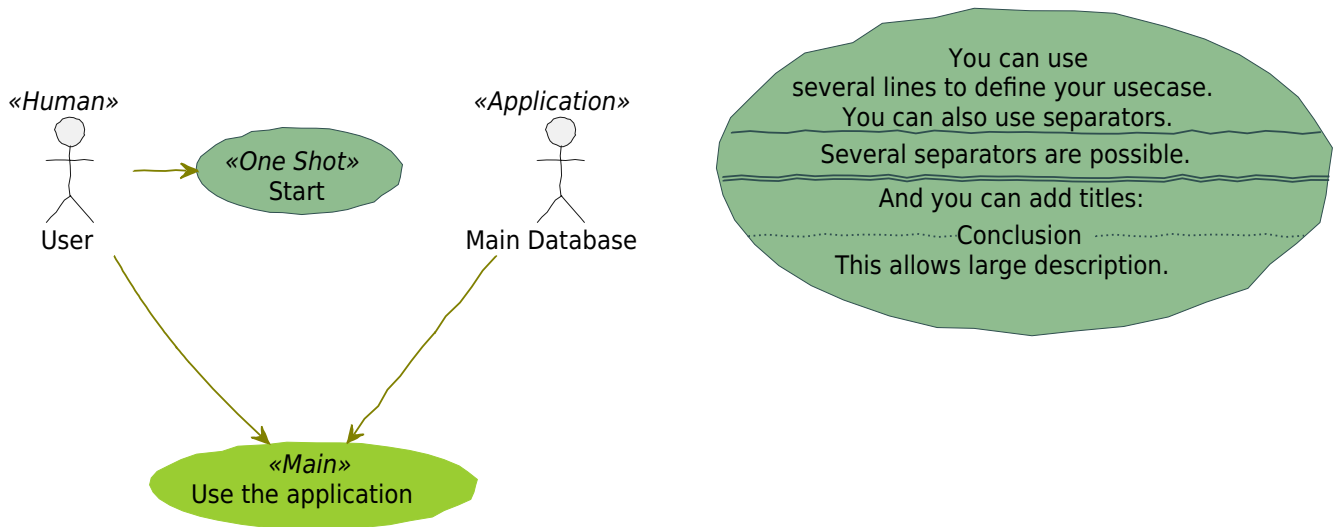 «Human»
User
«One Shot»
Start
«Application»
Main Database
«Main»
Use the application
You can use
several lines to define your usecase.
You can also use separators.
Several separators are possible.
And you can add titles:
Conclusion
This allows large description.